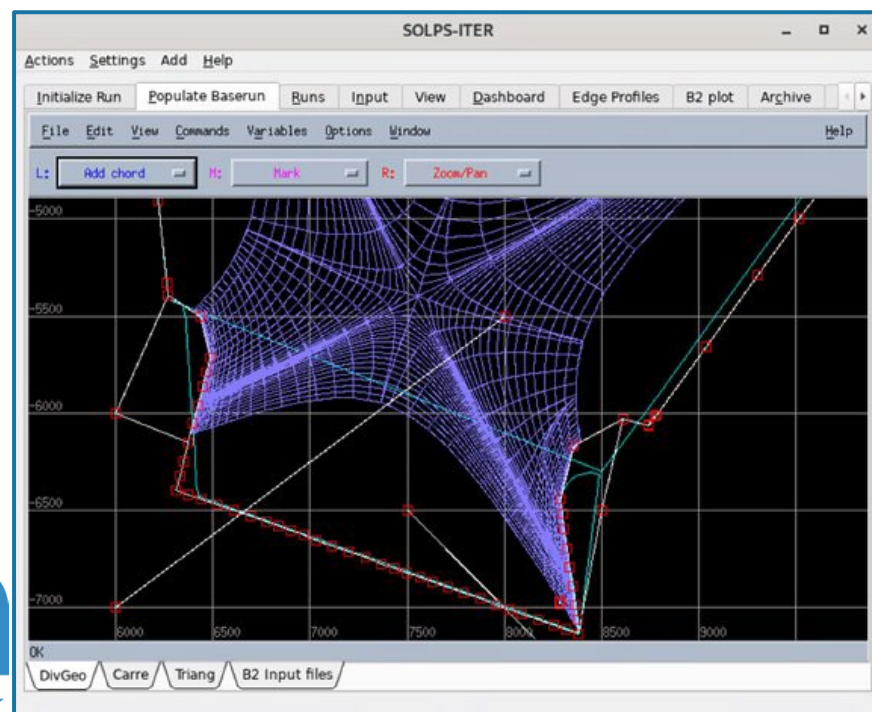 SOLPS-ITER
Actions Settings Add Help
Initialize Run Populate Baserun Runs Input View Dashboard Edge Profiles B2 plot Archive
File Edit View Commands Variables Options Window Help
L: Add chord M: Mark R: Zoom/Pan
-5000
-5500
-6000
-6500
-7000
6000 6500 7000 7500 8000 8500 9000
OK
DivGeo Carre Triang B2 Input files